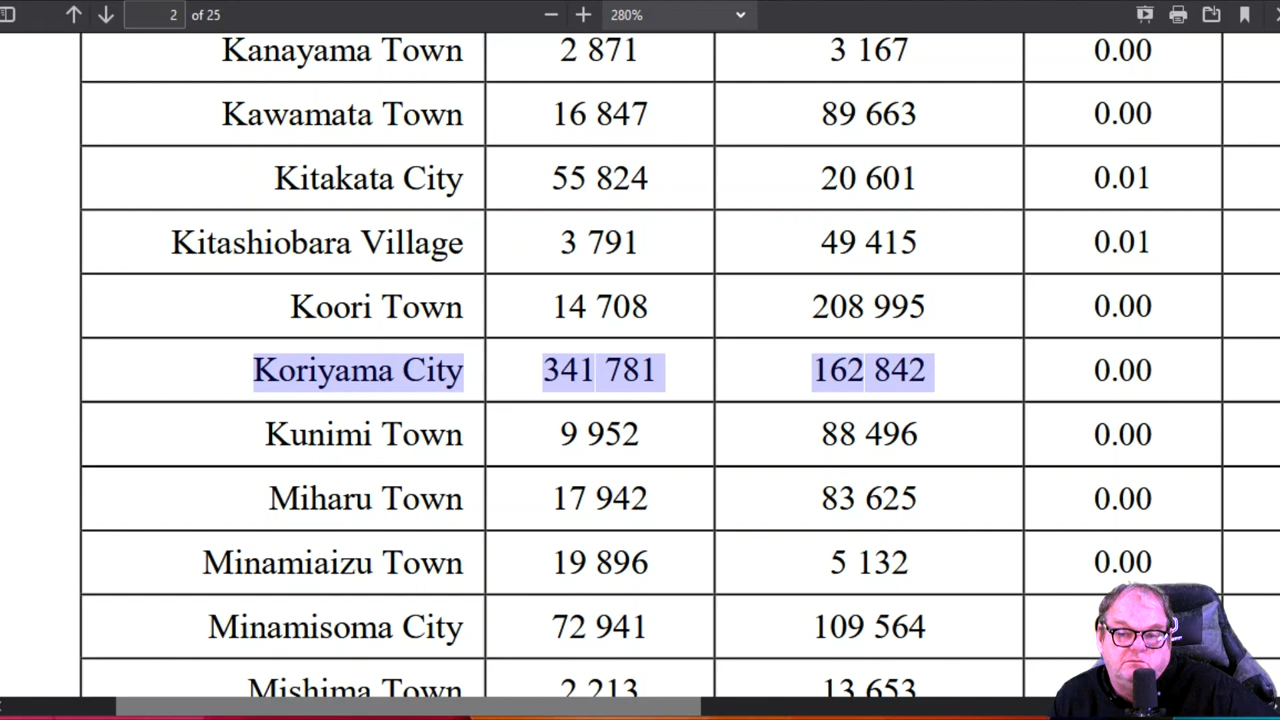 2 of 25 280%
Kanayama Town 2 871 3 167 0.00
Kawamata Town 16 847 89 663 0.00
Kitakata City 55 824 20 601 0.01
Kitashiobara Village 3 791 49 415 0.01
Koori Town 14 708 208 995 0.00
Koriyama City 341 781 162 842 0.00
Kunimi Town 9 952 88 496 0.00
Miharu Town 17 942 83 625 0.00
Minamiaizu Town 19 896 5 132 0.00
Minamisoma City 72 941 109 564
Mishima Town 2 213 13 653